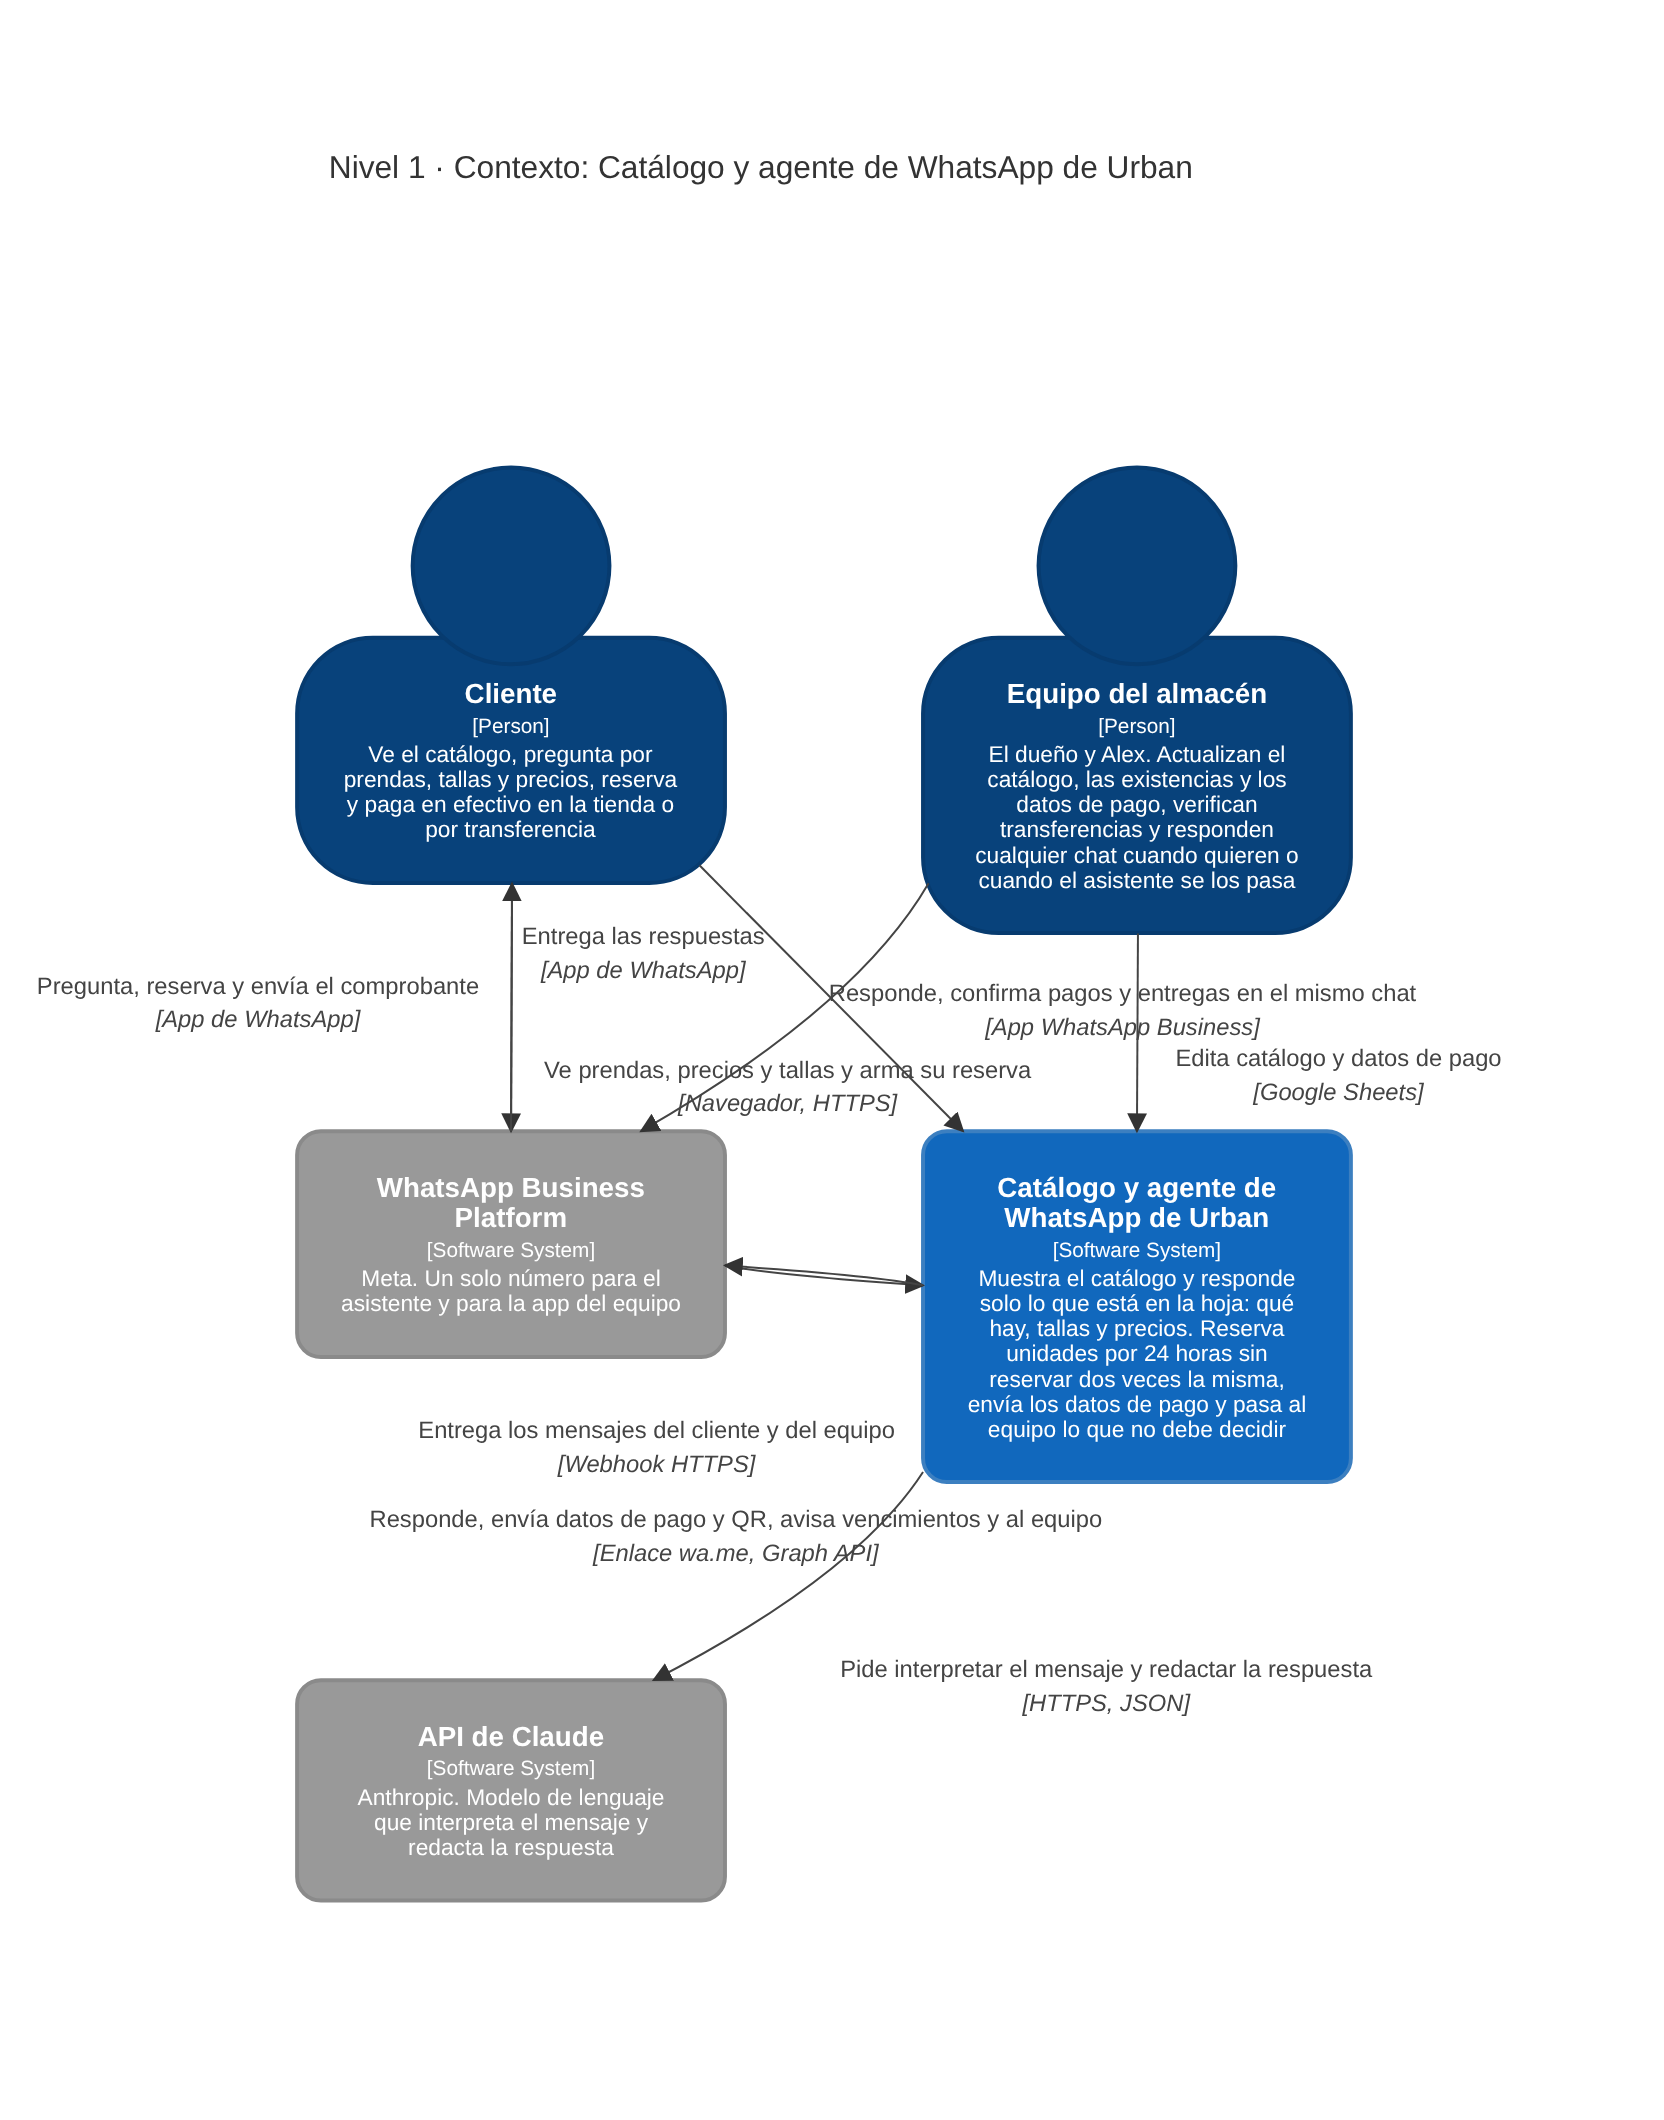 Nivel 1 · Contexto: Catálogo y agente de WhatsApp de Urban
Cliente
[Person]
Ve el catálogo, pregunta por
prendas, tallas y precios, reserva
y paga en efectivo en la tienda o
por transferencia
Equipo del almacén
[Person]
El dueño y Alex. Actualizan el
catálogo, las existencias y los
datos de pago, verifican
transferencias y responden
cualquier chat cuando quieren o
cuando el asistente se los pasa
Entrega las respuestas
[App de WhatsApp]
Pregunta, reserva y envía el comprobante
[App de WhatsApp]
Responde, confirma pagos y entregas en el mismo chat
[App WhatsApp Business]
Ve prendas, precios y tallas y arma su reserva
[Navegador, HTTPS]
Edita catálogo y datos de pago
[Google Sheets]
WhatsApp Business
Platform
[Software System]
Meta. Un solo número para el
asistente y para la app del equipo
Catálogo y agente de
WhatsApp de Urban
[Software System]
Muestra el catálogo y responde
solo lo que está en la hoja: qué
hay, tallas y precios. Reserva
unidades por 24 horas sin
reservar dos veces la misma,
envía los datos de pago y pasa al
equipo lo que no debe decidir
Entrega los mensajes del cliente y del equipo
[Webhook HTTPS]
Responde, envía datos de pago y QR, avisa vencimientos y al equipo
[Enlace wa.me, Graph API]
Pide interpretar el mensaje y redactar la respuesta
[HTTPS, JSON]
API de Claude
[Software System]
Anthropic. Modelo de lenguaje
que interpreta el mensaje y
redacta la respuesta